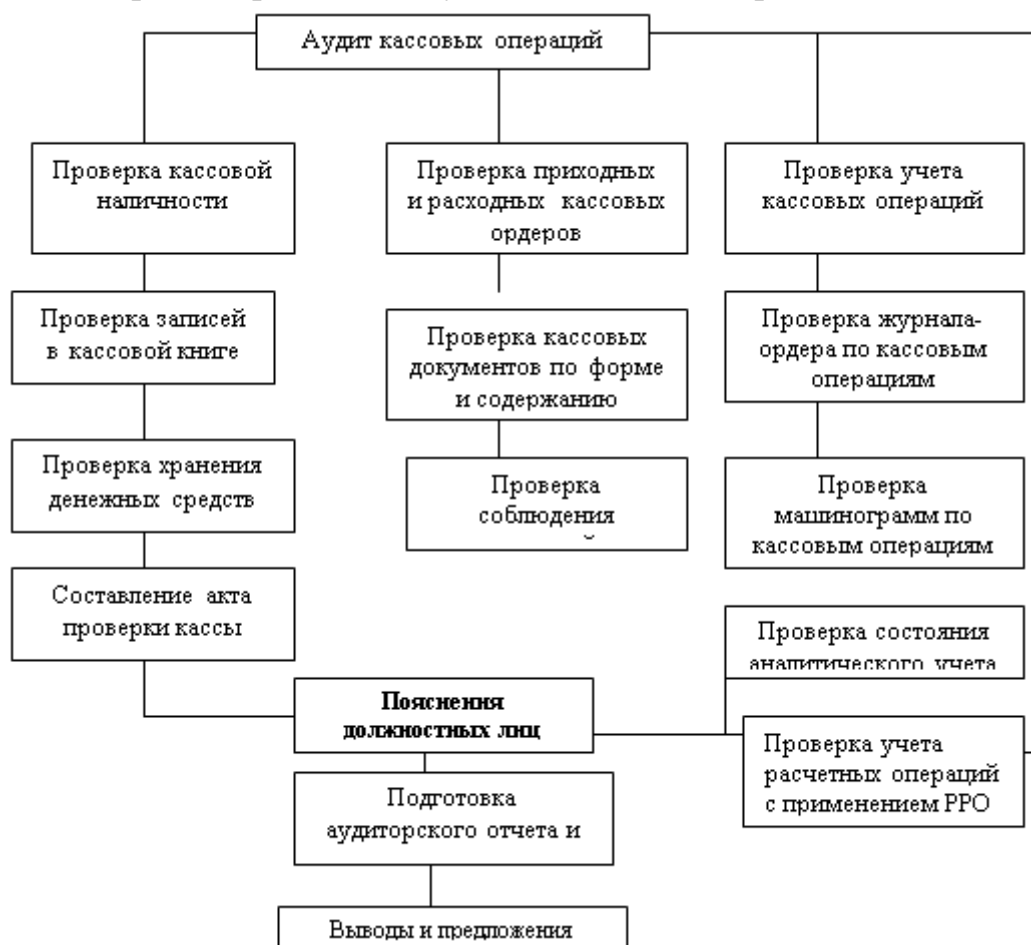 Аудит кассовых операций
Проверка кассовой
наличности
Проверка приходных
и расходных кассовых
ордеров
Проверка учета
кассовых операций
Проверка записей
в кассовой книге
Проверка кассовых
документов по форме
и содержанию
Проверка журнала-
ордера по кассовым
операциям
Проверка хранения
денежных средств
Проверка
соблюдения
Проверка
машинограмм по
кассовым операциям
Составление акта
проверки кассы
Проверка состояния
аналитического учета
Пояснения
должностных лиц
Проверка учета
расчетных операций
с применением РРО
Подготовка
аудиторского отчета и
Выводы и предложения